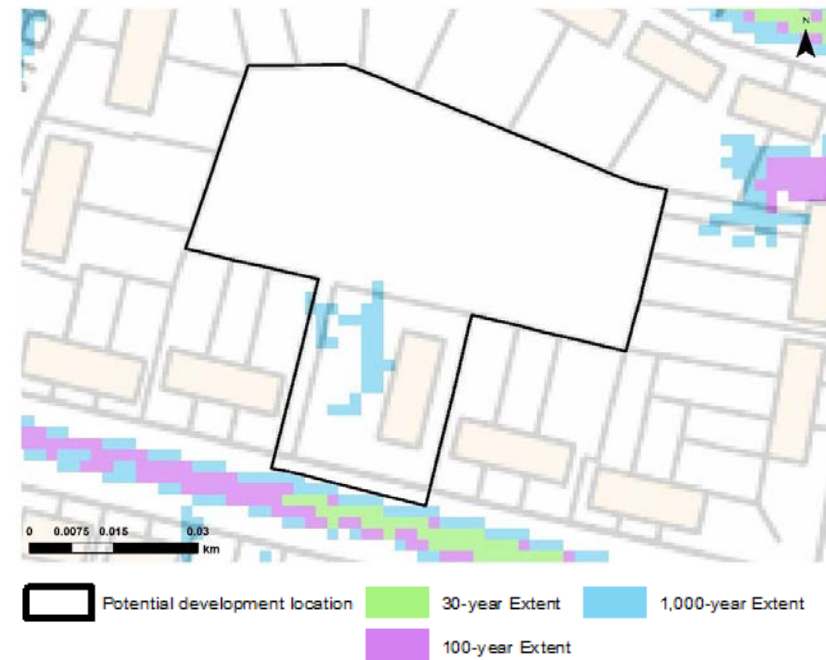 N
0 0.0075 0.015 0.03
km
Potential development location 30-year Extent 1,000-year Extent
100-year Extent